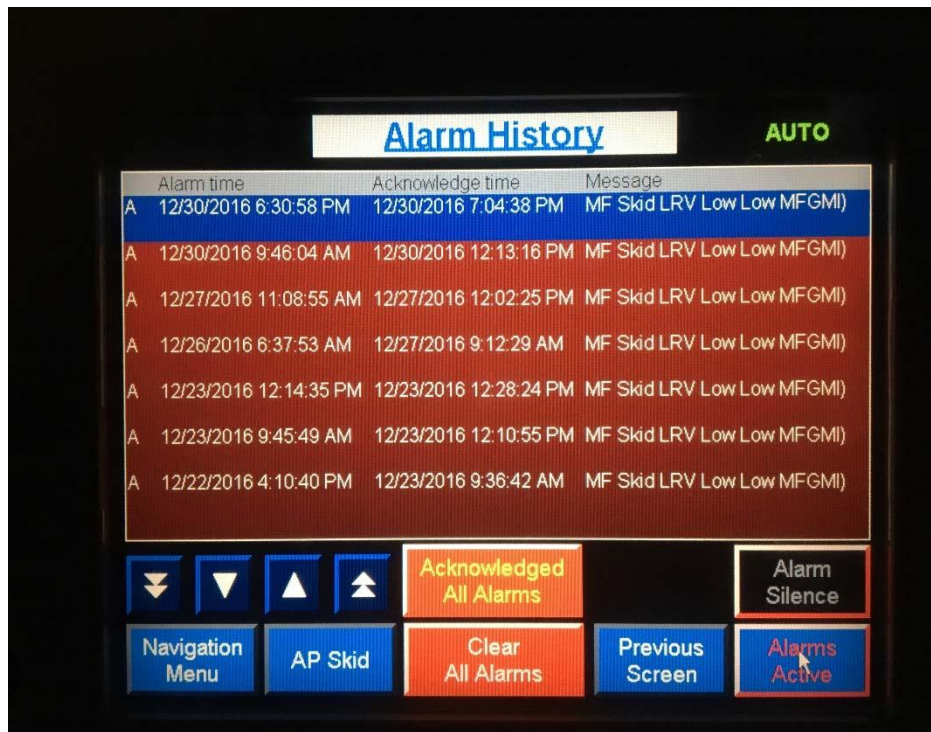 Alarm History
AUTO
Alarm time Acknowledge time Message
A 12/30/2016 6:30:58 PM 12/30/2016 7:04:38 PM MF Skid LRV Low Low MFGMI)
A 12/30/2016 9:46:04 AM 12/30/2016 12:13:16 PM MF Skid LRV Low Low MFGMI)
A 12/27/2016 11:08:55 AM 12/27/2016 12:02:25 PM MF Skid LRV Low Low MFGMI)
A 12/26/2016 6:37:53 AM 12/27/2016 9:12:29 AM MF Skid LRV Low Low MFGMI)
A 12/23/2016 12:14:35 PM 12/23/2016 12:28:24 PM MF Skid LRV Low Low MFGMI)
A 12/23/2016 9:45:49 AM 12/23/2016 12:10:55 PM MF Skid LRV Low Low MFGMI)
A 12/22/2016 4:10:40 PM 12/23/2016 9:36:42 AM MF Skid LRV Low Low MFGMI)
Acknowledged
All Alarms
Alarm
Silence
Navigation
Menu
AP Skid
Clear
All Alarms
Previous
Screen
Alarms
Active